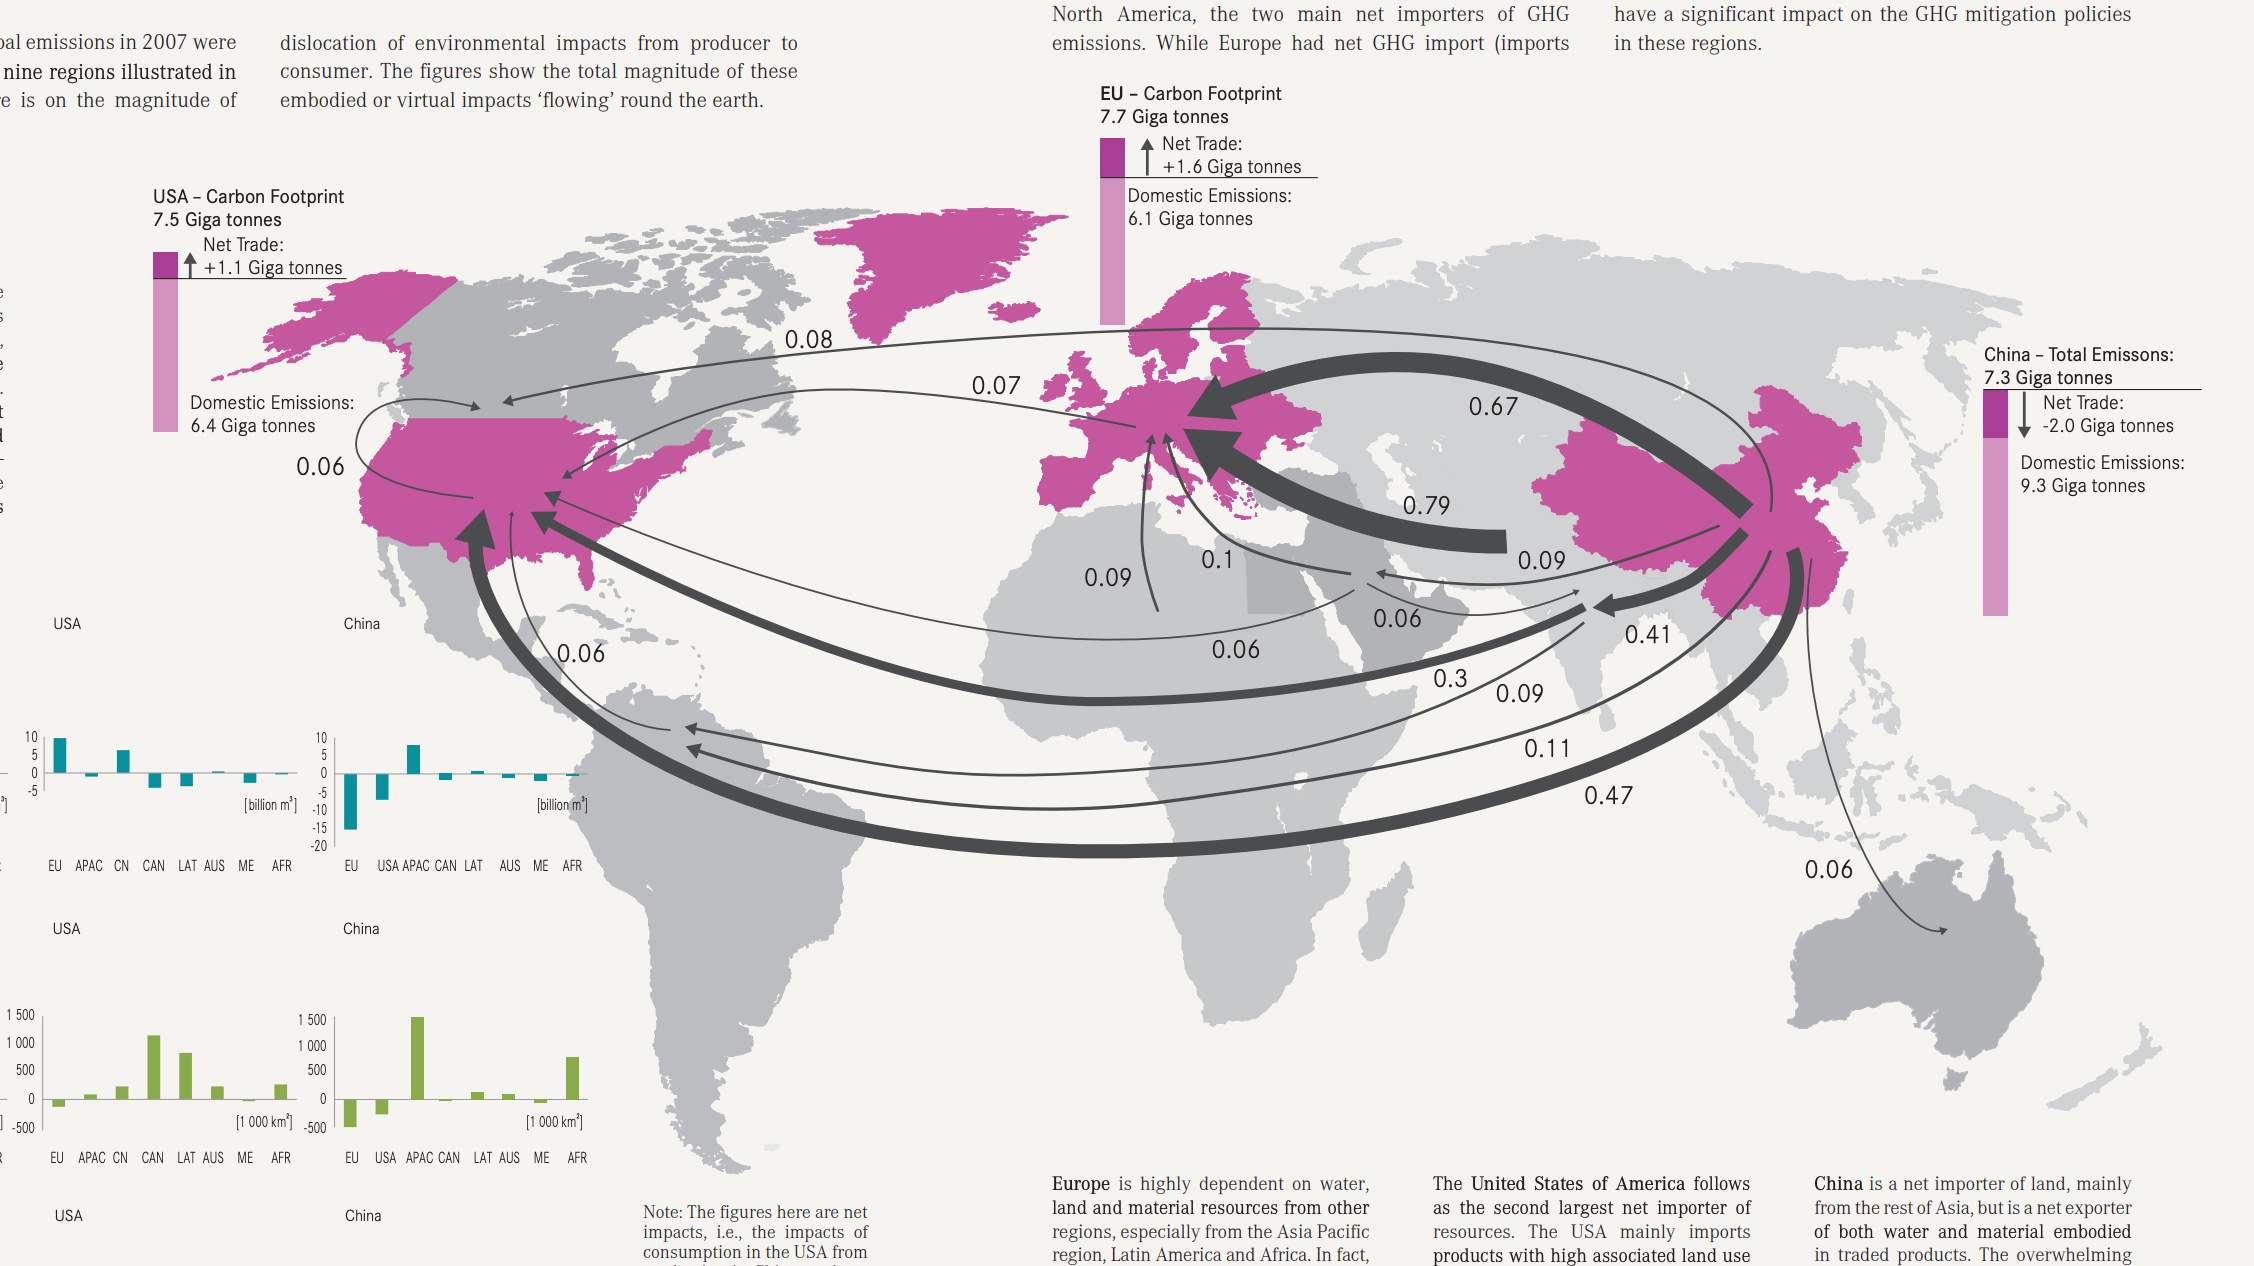 bal emissions in 2007 were
nine regions illustrated in
re is on the magnitude of
dislocation of environmental impacts from producer to
consumer. The figures show the total magnitude of these
embodied or virtual impacts ‘flowing’ round the earth.
North America, the two main net importers of GHG
emissions. While Europe had net GHG import (imports
have a significant impact on the GHG mitigation policies
in these regions.
EU – Carbon Footprint
7.7 Giga tonnes
Net Trade:
+1.6 Giga tonnes
Domestic Emissions:
6.1 Giga tonnes
USA – Carbon Footprint
7.5 Giga tonnes
Net Trade:
+1.1 Giga tonnes
Domestic Emissions:
6.4 Giga tonnes
China – Total Emissons:
7.3 Giga tonnes
Net Trade:
-2.0 Giga tonnes
Domestic Emissions:
9.3 Giga tonnes
0.08
0.07
0.67
0.06
0.79
0.1
0.09
0.09
0.06
0.41
0.06
0.06
0.3
0.09
0.11
0.47
0.06
USA
China
10
5
0
-5
[billion m³]
EU APAC CN CAN LAT AUS ME AFR
10
5
0
-5
-10
-15
-20
[billion m³]
EU USA APAC CAN LAT AUS ME AFR
USA
China
1 500
1 000
500
0
-500
[1 000 km²]
EU APAC CN CAN LAT AUS ME AFR
1 500
1 000
500
0
-500
[1 000 km²]
EU USA APAC CAN LAT AUS ME AFR
USA
China
Note: The figures here are net
impacts, i.e., the impacts of
consumption in the USA from
Europe is highly dependent on water,
land and material resources from other
regions, especially from the Asia Pacific
region, Latin America and Africa. In fact,
The United States of America follows
as the second largest net importer of
resources. The USA mainly imports
products with high associated land use
China is a net importer of land, mainly
from the rest of Asia, but is a net exporter
of both water and material embodied
in traded products. The overwhelming